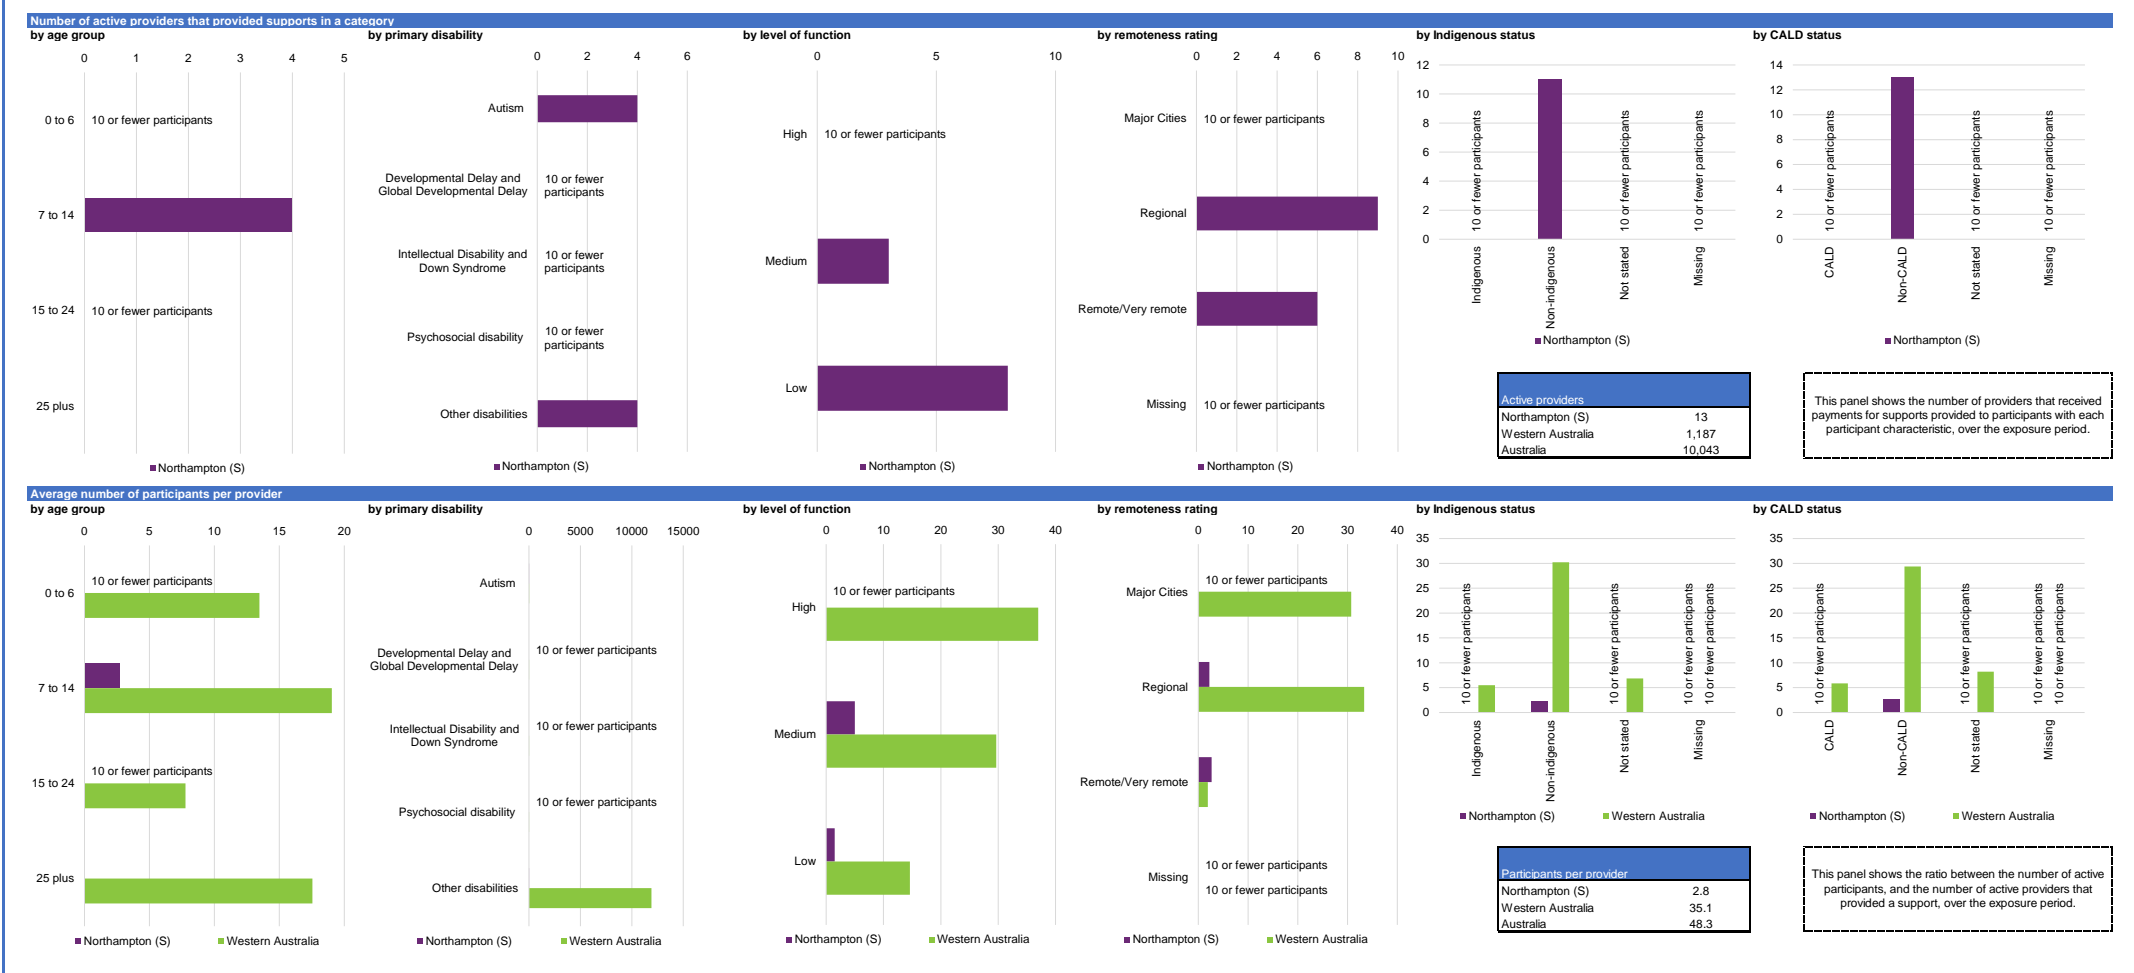 Number of active providers that provided supports in a category
by age group
0 1 2 3 4 5
0 to 6
10 or fewer participants
7 to 14
15 to 24
10 or fewer participants
25 plus
Northampton (S)
by primary disability
0 2 4 6
Autism
Developmental Delay and
Global Developmental Delay
10 or fewer
participants
Intellectual Disability and
Down Syndrome
10 or fewer
participants
Psychosocial disability
10 or fewer
participants
Other disabilities
Northampton (S)
by level of function
0 5 10
High
10 or fewer participants
Medium
Low
Northampton (S)
by remoteness rating
0 2 4 6 8 10
Major Cities
10 or fewer participants
Regional
Remote/Very remote
Missing
10 or fewer participants
Northampton (S)
by Indigenous status
12
10
8
6
4
2
0
10 or fewer participants
10 or fewer participants
10 or fewer participants
Indigenous
Non-indigenous
Not stated
Missing
Northampton (S)
by CALD status
14
12
10
8
6
4
2
0
10 or fewer participants
10 or fewer participants
10 or fewer participants
CALD
Non-CALD
Not stated
Missing
Northampton (S)
Active providers
Northampton (S) 13
Western Australia 1,187
Australia 10,043
This panel shows the number of providers that received
payments for supports provided to participants with each
participant characteristic, over the exposure period.
Average number of participants per provider
by age group
0 5 10 15 20
0 to 6
10 or fewer participants
7 to 14
15 to 24
10 or fewer participants
25 plus
Northampton (S) Western Australia
by primary disability
0 5000 10000 15000
Autism
Developmental Delay and
Global Developmental Delay
10 or fewer participants
Intellectual Disability and
Down Syndrome
10 or fewer participants
Psychosocial disability
10 or fewer participants
Other disabilities
Northampton (S) Western Australia
by level of function
0 10 20 30 40
High
10 or fewer participants
Medium
Low
Northampton (S) Western Australia
by remoteness rating
0 10 20 30 40
Major Cities
10 or fewer participants
Regional
Remote/Very remote
Missing
10 or fewer participants
10 or fewer participants
Northampton (S) Western Australia
by Indigenous status
35
30
25
20
15
10
5
0
10 or fewer participants
10 or fewer participants
10 or fewer participants
10 or fewer participants
Indigenous
Non-indigenous
Not stated
Missing
Northampton (S) Western Australia
by CALD status
35
30
25
20
15
10
5
0
10 or fewer participants
10 or fewer participants
10 or fewer participants
10 or fewer participants
CALD
Non-CALD
Not stated
Missing
Northampton (S) Western Australia
Participants per provider
Northampton (S) 2.8
Western Australia 35.1
Australia 48.3
This panel shows the ratio between the number of active
participants, and the number of active providers that
provided a support, over the exposure period.